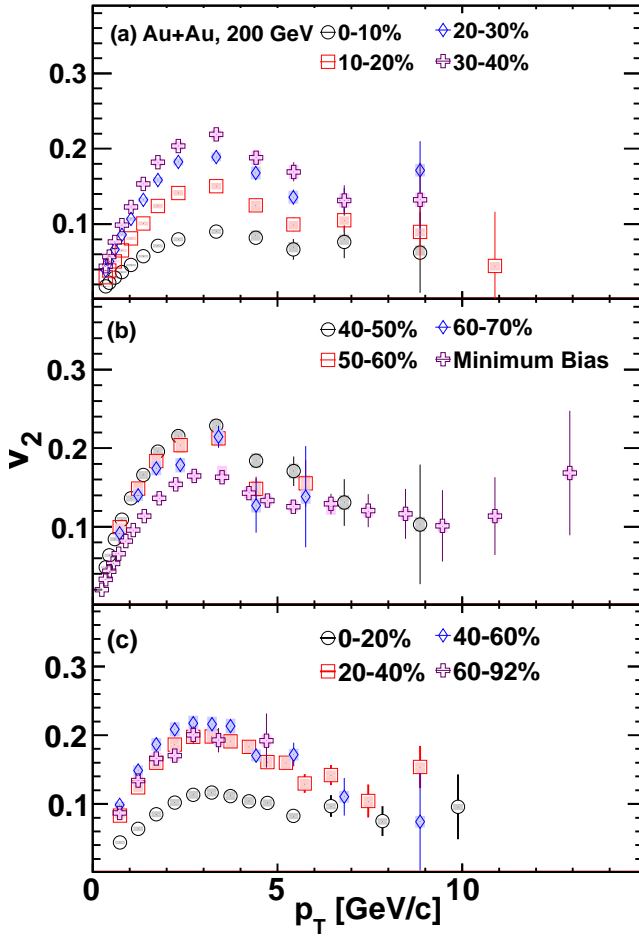 (a) Au+Au, 200 GeV
0-10%
20-30%
10-20%
30-40%
0.3
0.2
0.1
(b)
40-50%
60-70%
50-60%
Minimum Bias
0.3
0.2
0.1
v2
(c)
0-20%
40-60%
20-40%
60-92%
0.3
0.2
0.1
0 5 10
pT [GeV/c]